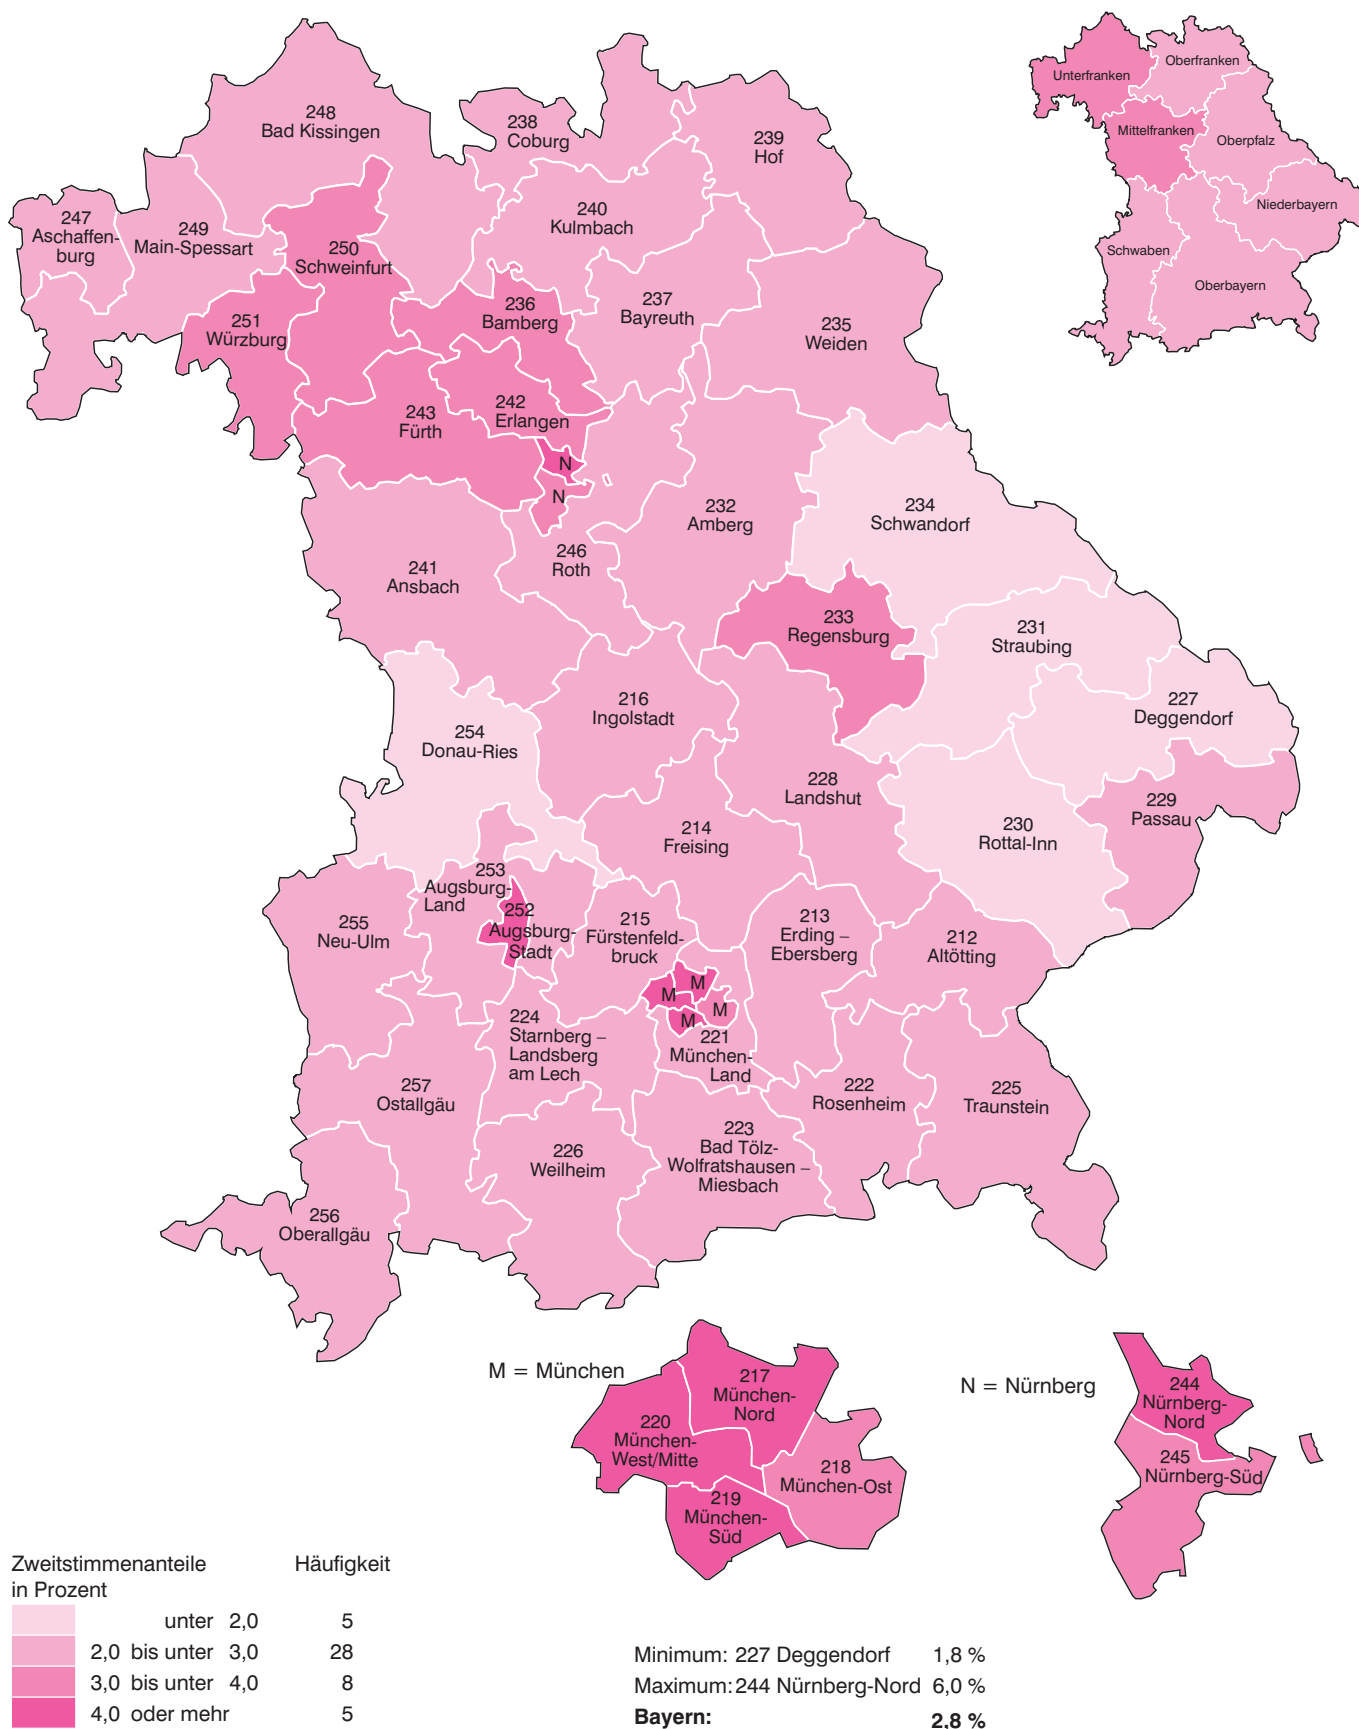 248
Bad Kissingen
238
Coburg
239
Hof
Unterfranken
Oberfranken
Mittelfranken
Oberpfalz
Niederbayern
Schwaben
Oberbayern
247
Aschaffen-
burg
249
Main-Spessart
240
Kulmbach
250
Schweinfurt
236
Bamberg
237
Bayreuth
251
Würzburg
235
Weiden
243
Fürth
242
Erlangen
N
N
232
Amberg
234
Schwandorf
241
Ansbach
246
Roth
233
Regensburg
231
Straubing
216
Ingolstadt
227
Deggendorf
254
Donau-Ries
228
Landshut
229
Passau
214
Freising
230
Rottal-Inn
253
Augsburg-
Land
252
Augsburg-
Stadt
255
Neu-Ulm
215
Fürstenfeld-
bruck
213
Erding –
Ebersberg
212
Altötting
M
M
M
M
224
Starnberg –
Landsberg
am Lech
221
München-
Land
257
Ostallgäu
222
Rosenheim
225
Traunstein
226
Weilheim
223
Bad Tölz-
Wolfratshausen –
Miesbach
256
Oberallgäu
M = München
217
München-
Nord
220
München-
West/Mitte
218
München-Ost
219
München-
Süd
N = Nürnberg
244
Nürnberg-
Nord
245
Nürnberg-Süd
Zweitstimmenanteile Häufigkeit
in Prozent
unter 2,0 5
2,0 bis unter 3,0 28
3,0 bis unter 4,0 8
4,0 oder mehr 5
Minimum: 227 Deggendorf 1,8 %
Maximum: 244 Nürnberg-Nord 6,0 %
Bayern: 2,8 %